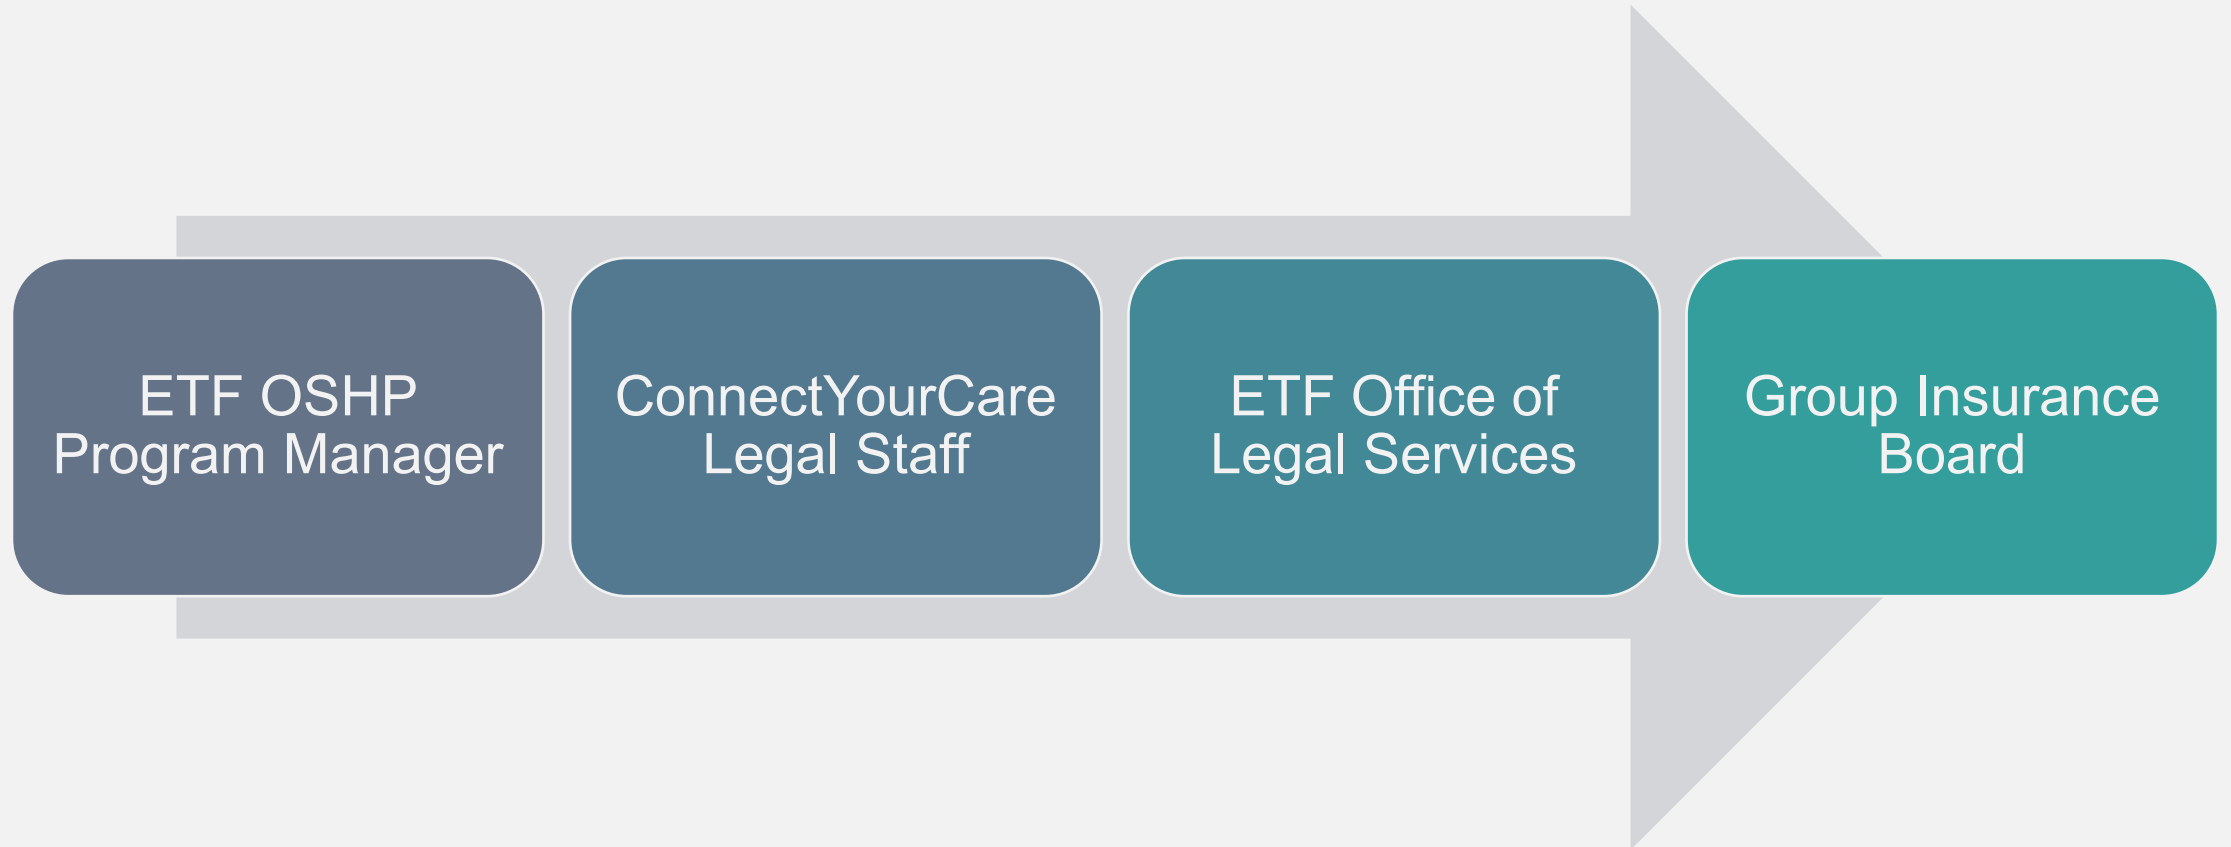 ETF OSHP
Program Manager
ConnectYourCare
Legal Staff
ETF Office of
Legal Services
Group Insurance
Board